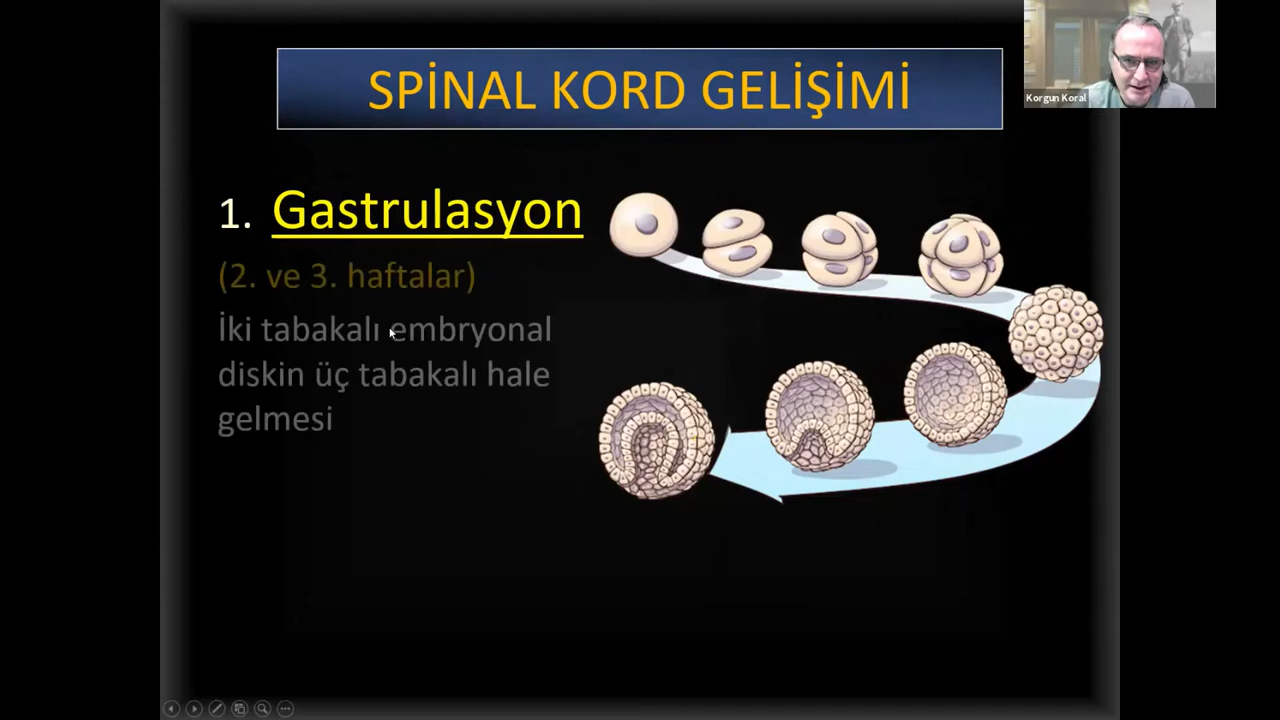 SPİNAL KORD GELİŞİMİ
Korgun Koral
1. Gastrulasyon
(2. ve 3. haftalar)
İki tabakalı embryonal
diskin üç tabakalı hale
gelmesi